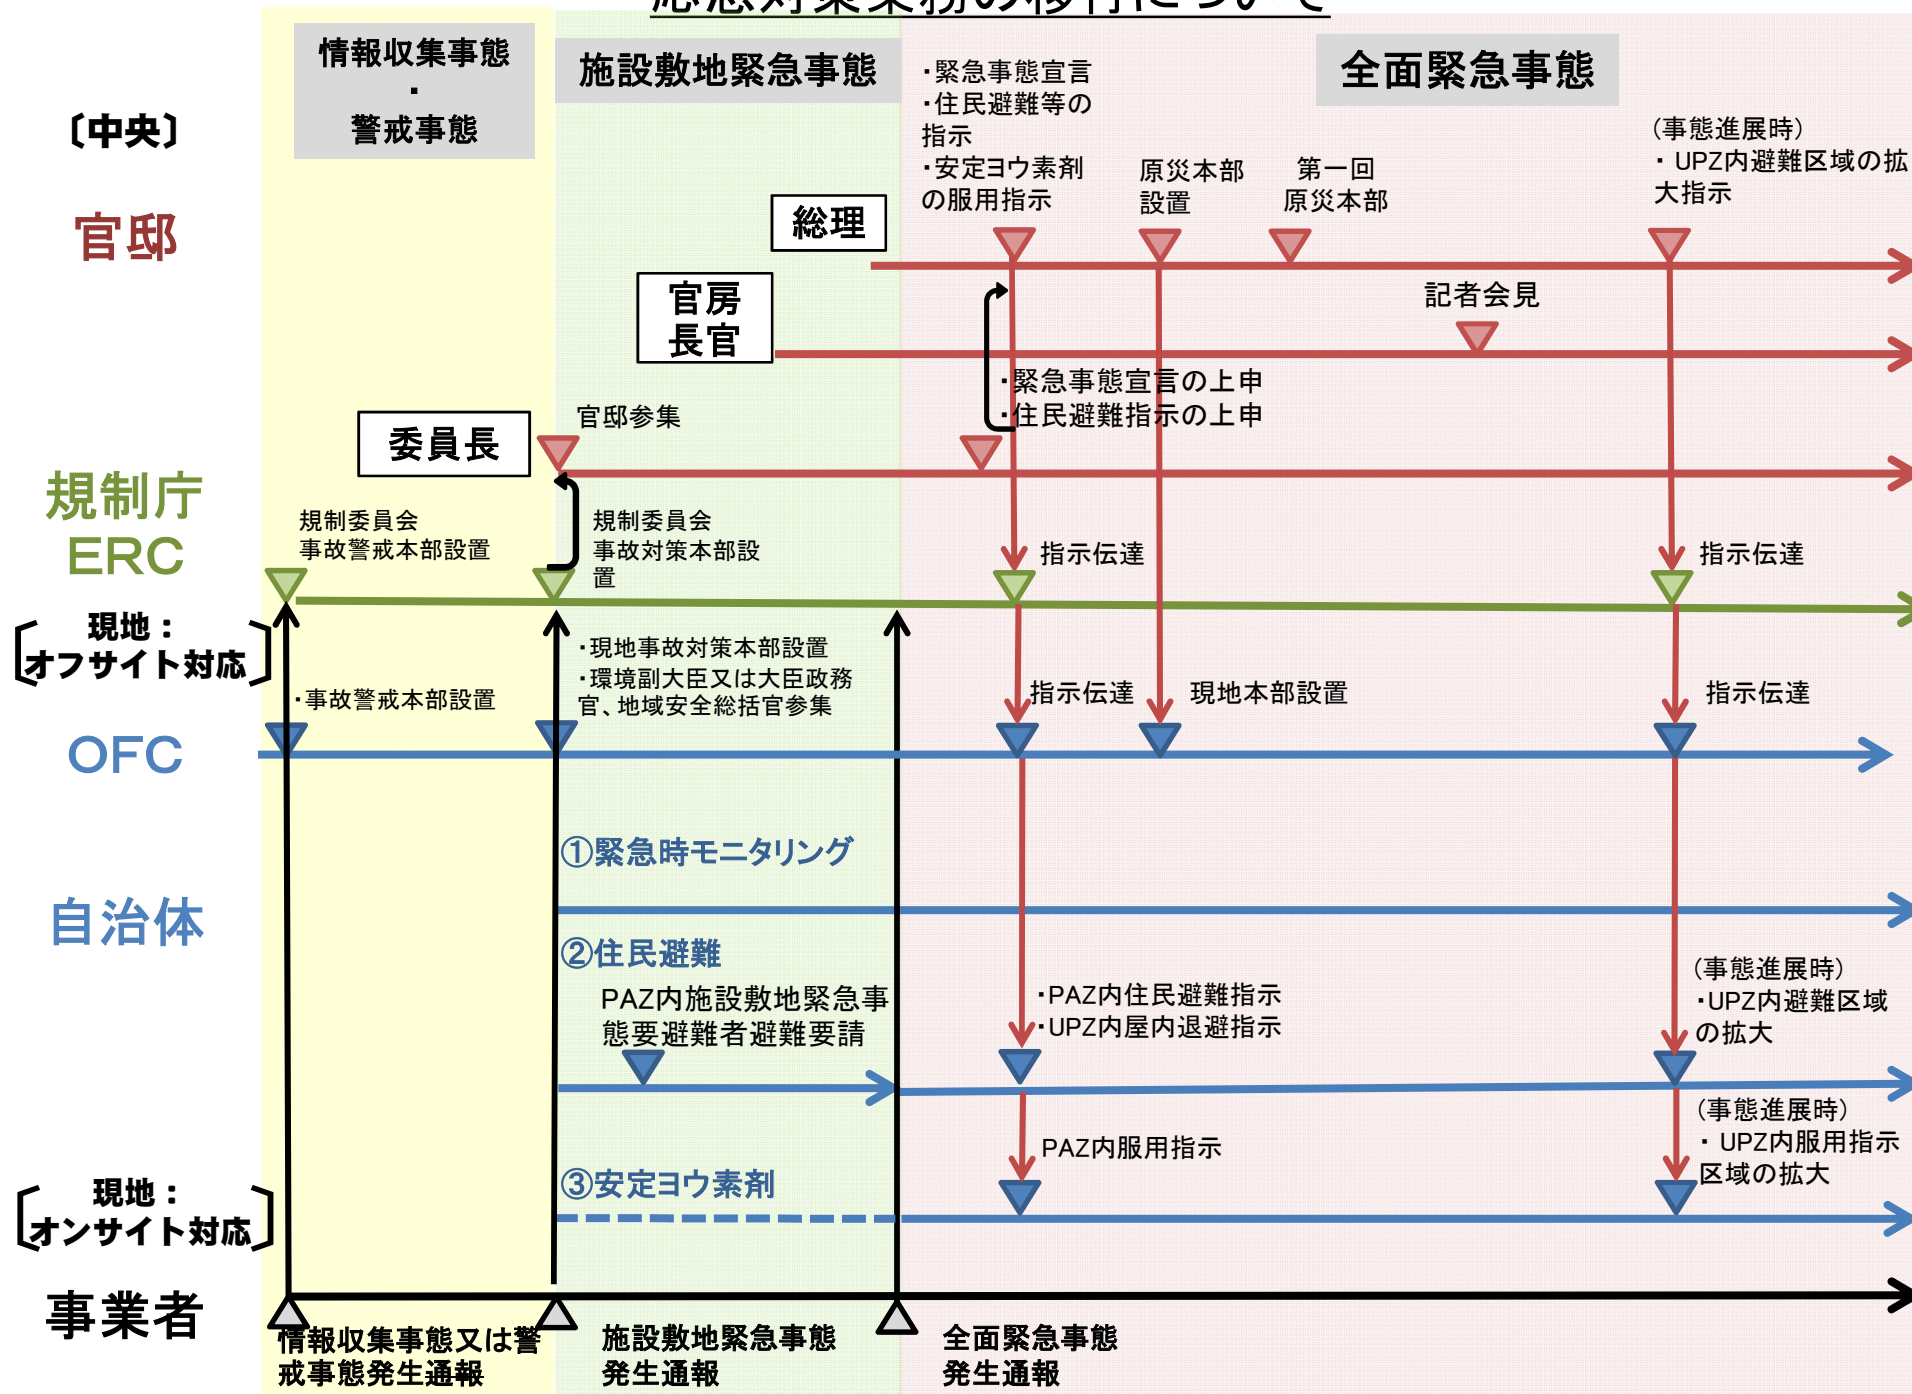 応急対策業務の移行について
情報収集事態
・
警戒事態
施設敷地緊急事態
全面緊急事態
〔中央〕
官邸
・緊急事態宣言
・住民避難等の
指示
・安定ヨウ素剤
の服用指示
原災本部
設置
第一回
原災本部
(事態進展時)
・ UPZ内避難区域の拡
大指示
総理
官房
長官
記者会見
・緊急事態宣言の上申
・住民避難指示の上申
委員長
官邸参集
規制庁
ERC
規制委員会
事故警戒本部設置
規制委員会
事故対策本部設
置
指示伝達
指示伝達
現地：
オフサイト対応
・事故警戒本部設置
・現地事故対策本部設置
・環境副大臣又は大臣政務
官、地域安全総括官参集
指示伝達
現地本部設置
指示伝達
OFC
自治体
①緊急時モニタリング
②住民避難
PAZ内施設敷地緊急事
態要避難者避難要請
・PAZ内住民避難指示
・UPZ内屋内退避指示
(事態進展時)
・UPZ内避難区域
の拡大
③安定ヨウ素剤
PAZ内服用指示
(事態進展時)
・ UPZ内服用指示
区域の拡大
現地：
オンサイト対応
事業者
情報収集事態又は警
戒事態発生通報
施設敷地緊急事態
発生通報
全面緊急事態
発生通報